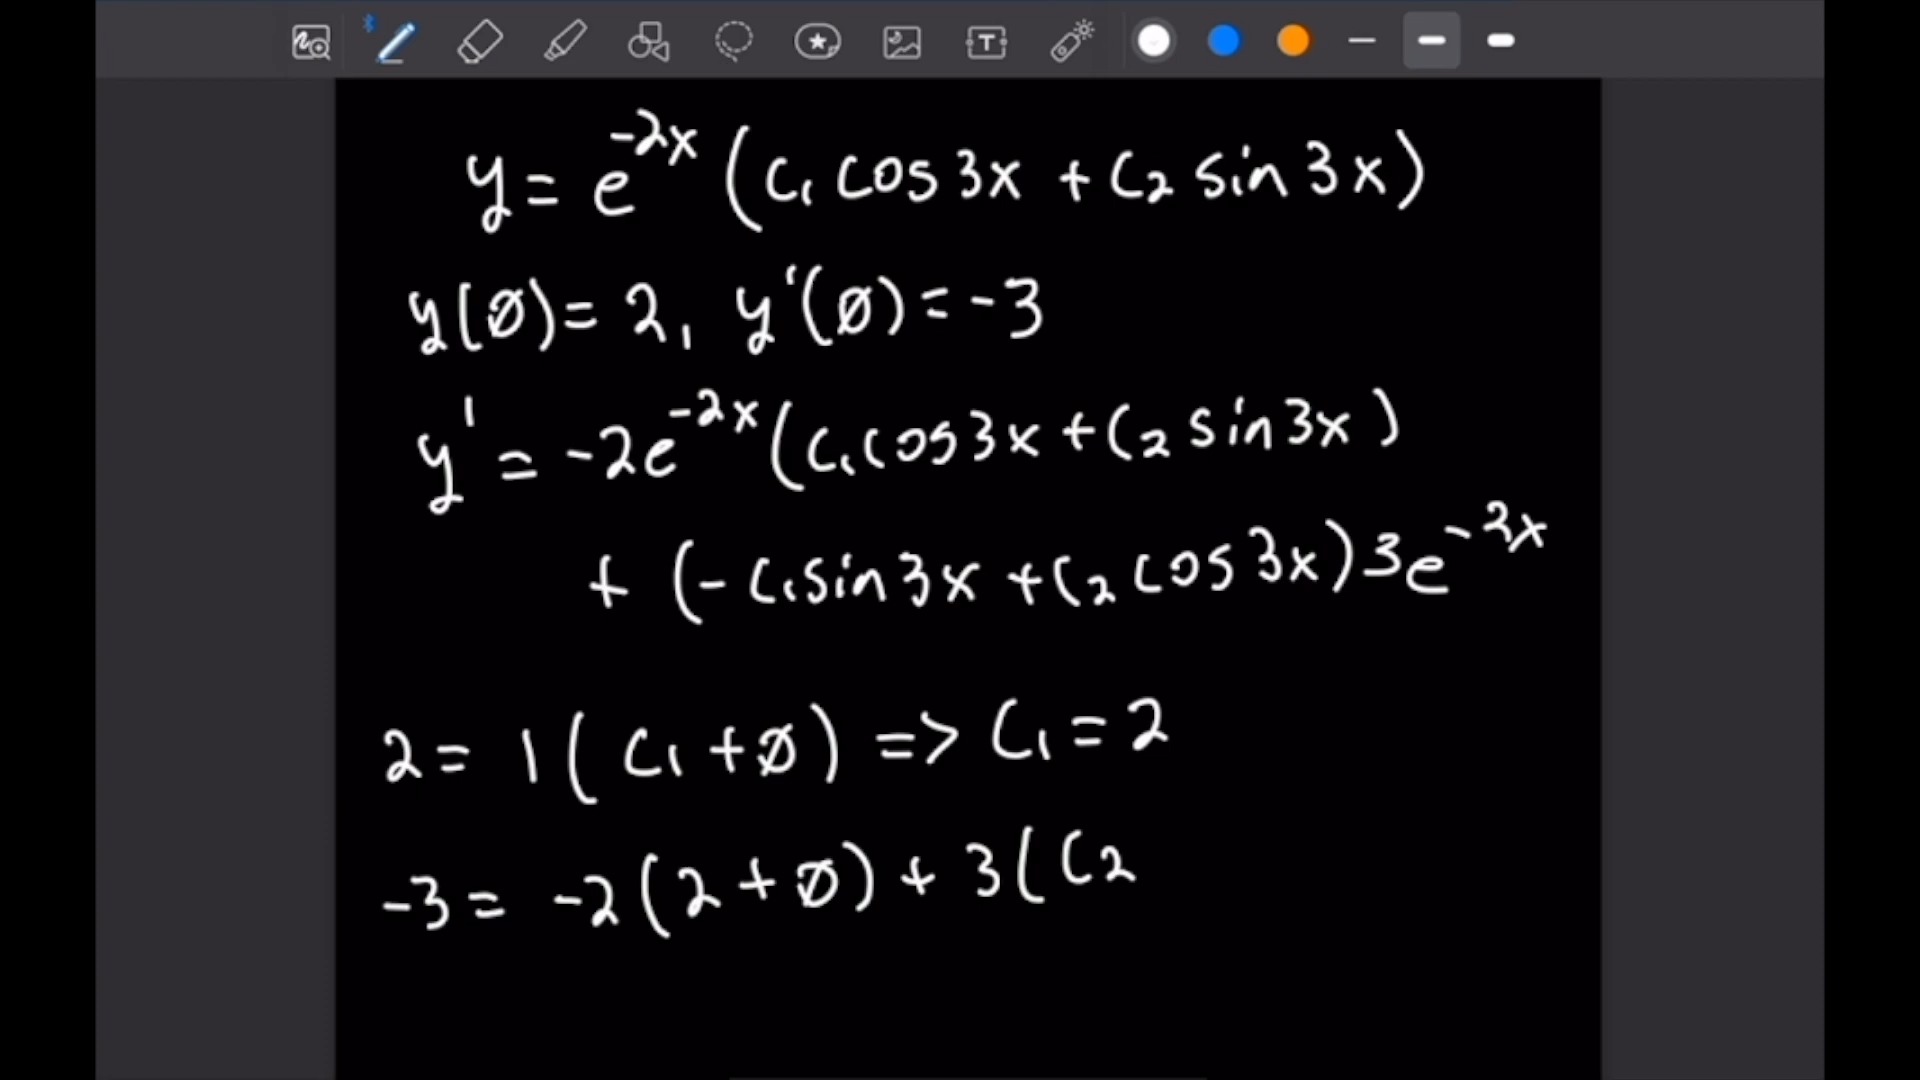 y = e^{-2x} (c₁ cos 3x + c₂ sin 3x)
y(ø) = 2, y'(ø) = -3
y' = -2e^{-2x} (c₁ cos 3x + c₂ sin 3x)
+ (-c₁ sin 3x + c₂ cos 3x) 3e^{-2x}
2 = 1 ( c₁ + ø ) => c₁ = 2
-3 = -2 ( 2 + ø ) + 3 ( c₂